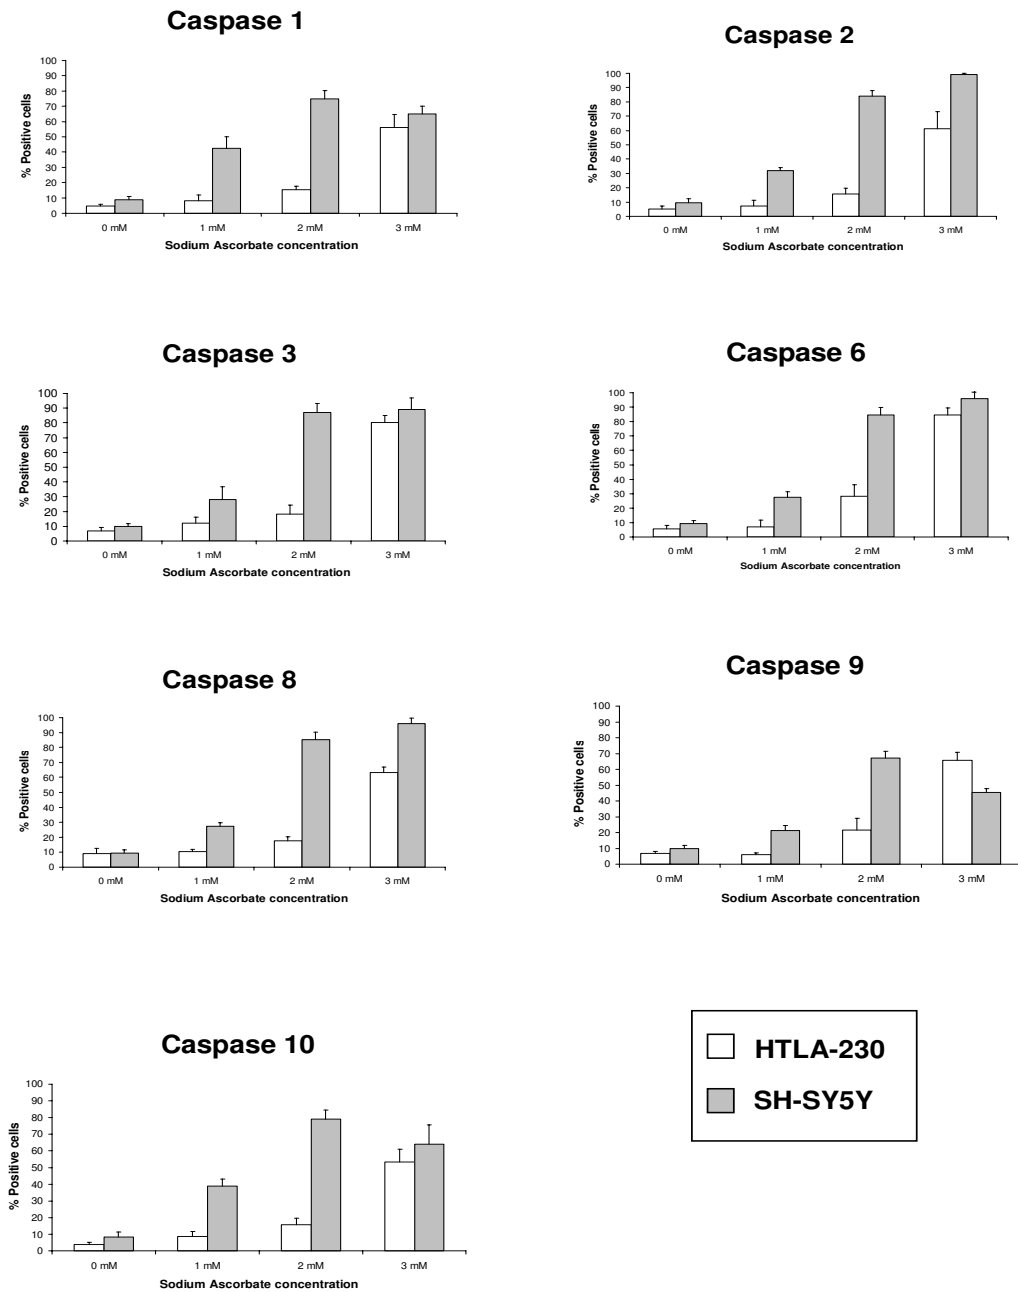 Caspase 1
% Positive cells
100
90
80
70
60
50
40
30
20
10
0
0 mM 1 mM 2 mM 3 mM
Sodium Ascorbate concentration
Caspase 2
% Positive cells
100
90
80
70
60
50
40
30
20
10
0
0 mM 1 mM 2 mM 3 mM
Sodium Ascorbate concentration
Caspase 3
% Positive cells
100
90
80
70
60
50
40
30
20
10
0
0 mM 1 mM 2 mM 3 mM
Sodium Ascorbate concentration
Caspase 6
% Positive cells
100
90
80
70
60
50
40
30
20
10
0
0 mM 1 mM 2 mM 3 mM
Sodium Ascorbate concentration
Caspase 8
% Positive cells
100
90
80
70
60
50
40
30
20
10
0
0 mM 1 mM 2 mM 3 mM
Sodium Ascorbate concentration
Caspase 9
% Positive cells
100
90
80
70
60
50
40
30
20
10
0
0 mM 1 mM 2 mM 3 mM
Sodium Ascorbate concentration
Caspase 10
% Positive cells
100
90
80
70
60
50
40
30
20
10
0
0 mM 1 mM 2 mM 3 mM
Sodium Ascorbate concentration
HTLA-230
SH-SY5Y